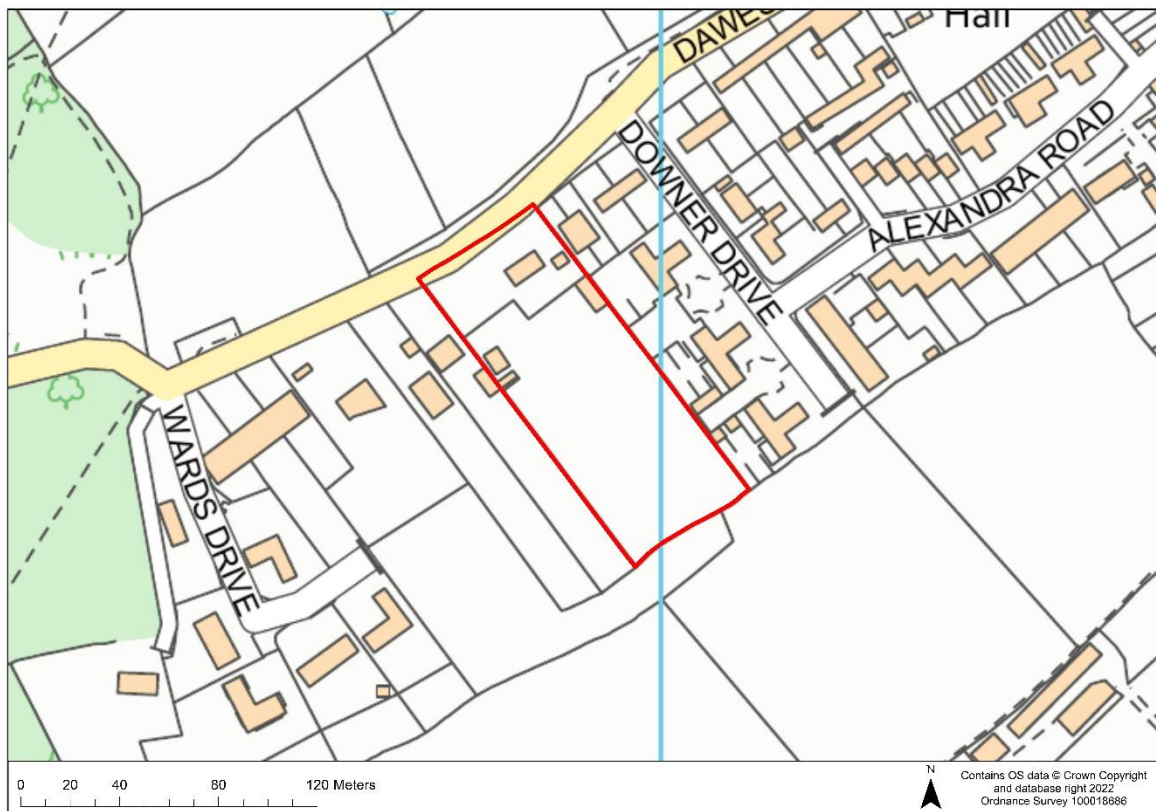 Hall
DAWES
DOWNER DRIVE
ALEXANDRA ROAD
WARDS DRIVE
0 20 40 80 120 Meters
N
Contains OS data © Crown Copyright
and database right 2022
Ordnance Survey 100018686